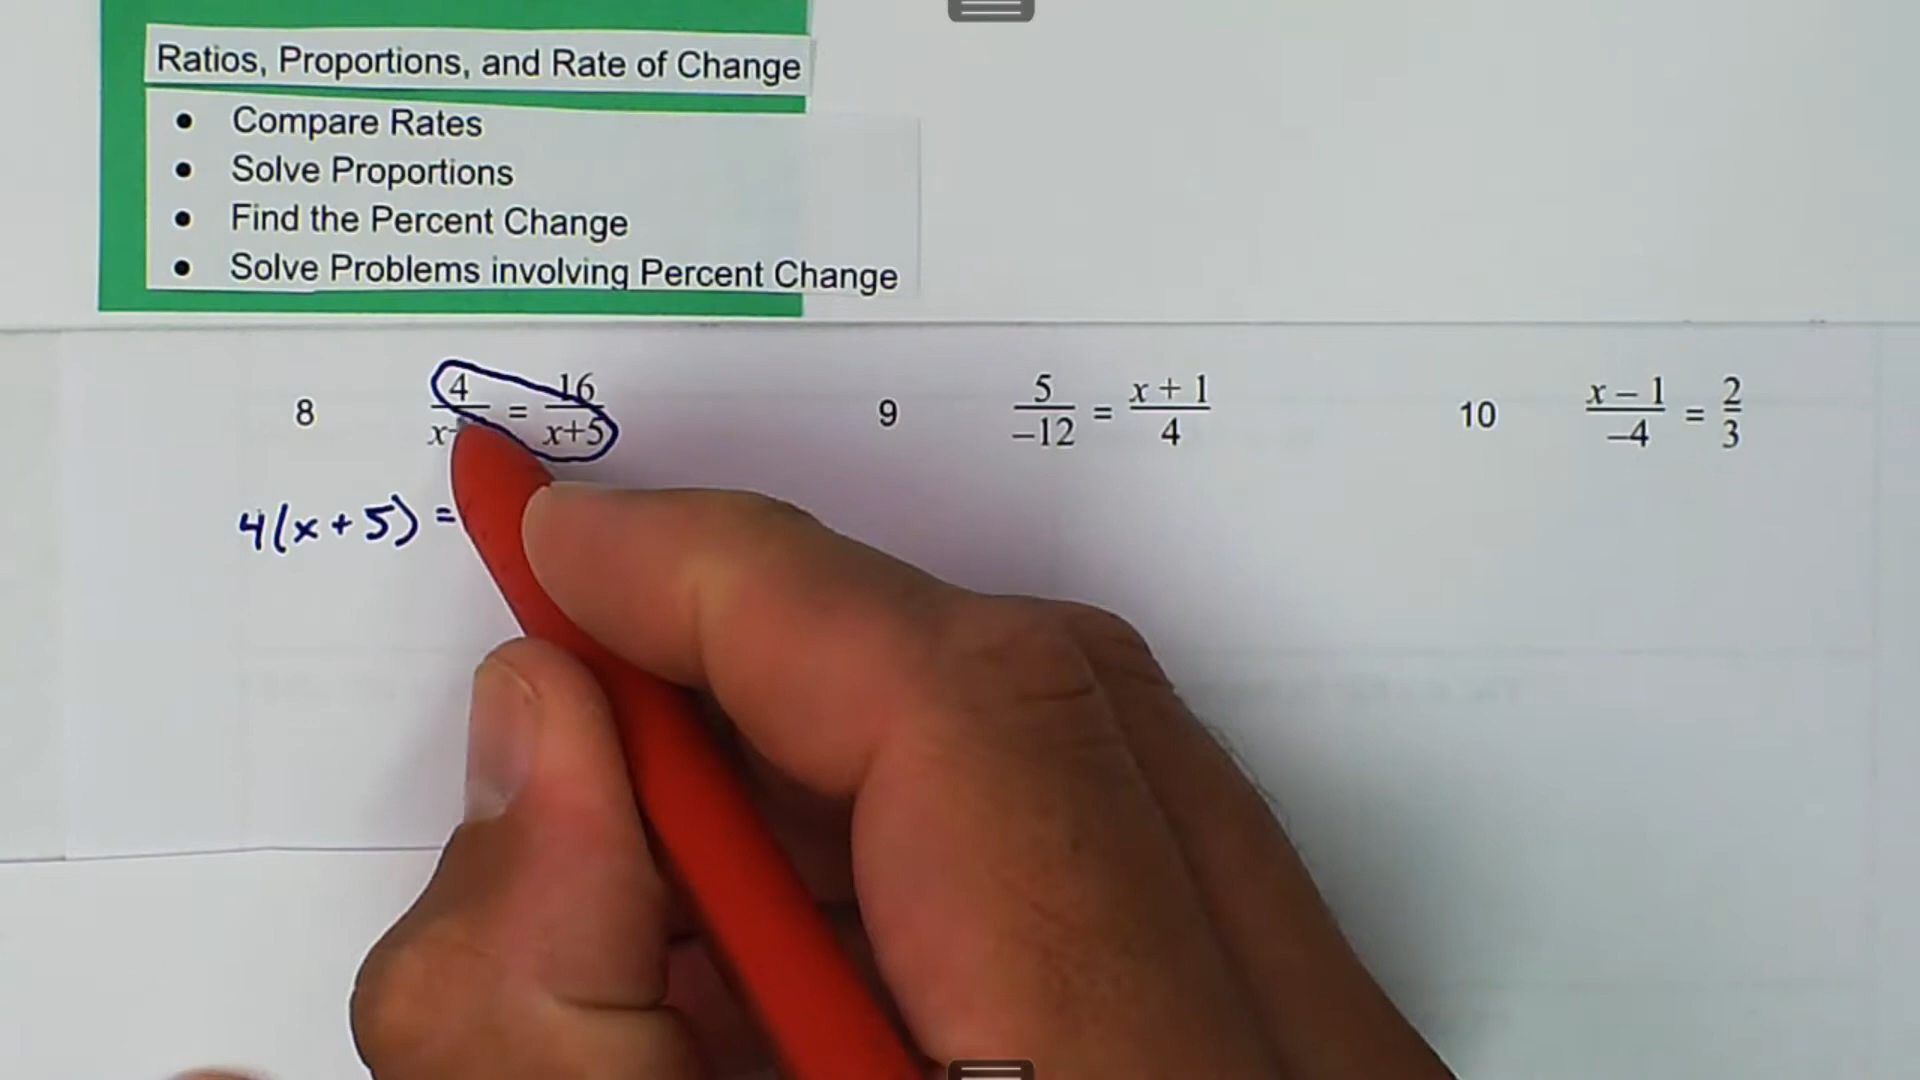 Ratios, Proportions, and Rate of Change
• Compare Rates
• Solve Proportions
• Find the Percent Change
• Solve Problems involving Percent Change
8 4/x = 16/x+5
9 5/–12 = x + 1/4
10 x – 1/–4 = 2/3
4(x + 5) =